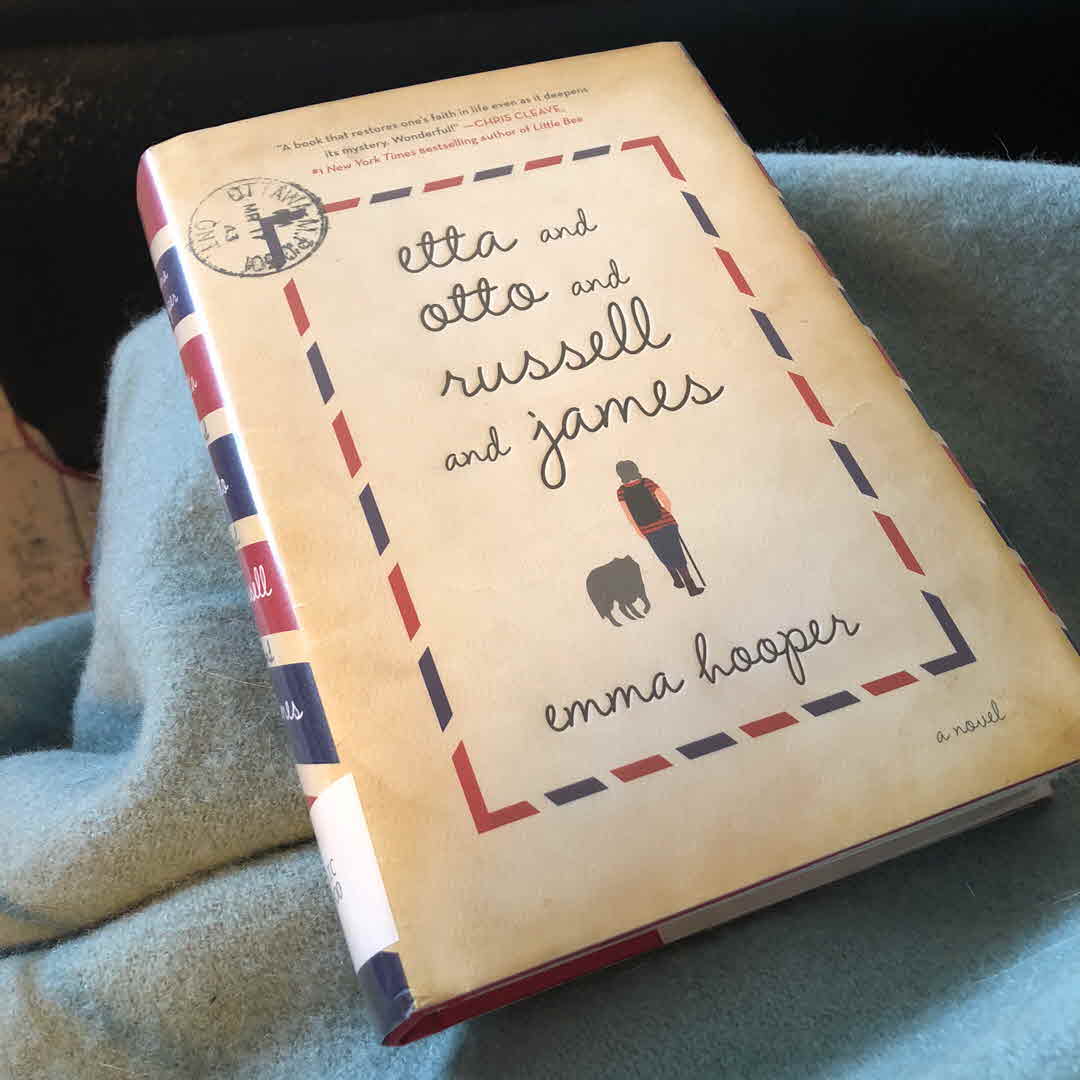 "A book that restores one's faith in life even as it deepens
its mystery. Wonderful!" —CHRIS CLEAVE,
#1 New York Times bestselling author of Little Bee
etta and
otto and
russell
and james
emma hooper
a novel